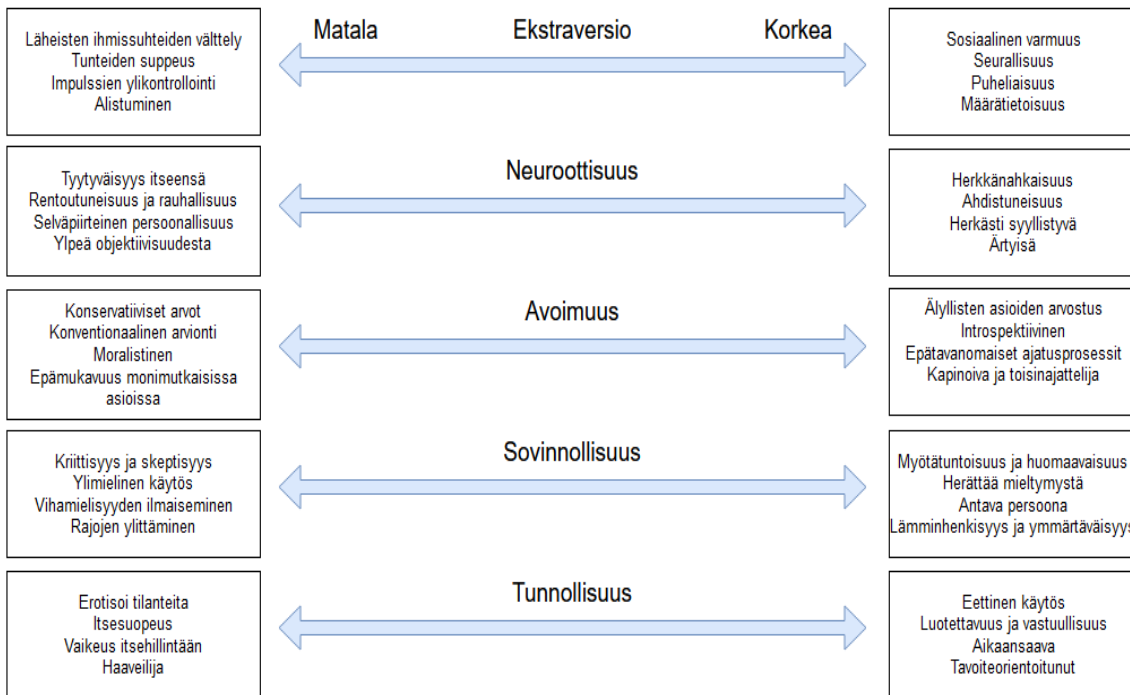 Matala Ekstraversio Korkea
Läheisten ihmissuhteiden välttely
Tunteiden suppeus
Impulssien ylikontrollointi
Alistuminen
Sosiaalinen varmuus
Seurallisuus
Puheliaisuus
Määrätietoisuus
Neuroottisuus
Tyytyväisyys itseensä
Rentoutuneisuus ja rauhallisuus
Selväpiirteinen persoonallisuus
Ylpeä objektiivisuudesta
Herkkänahkaisuus
Ahdistuneisuus
Herkästi syyllistyvä
Ärtyisä
Avoimuus
Konservatiiviset arvot
Konventionaalinen arvionti
Moralistinen
Epämukavuus monimutkaisissa
asioissa
Älyllisten asioiden arvostus
Introspektiivinen
Epätavanomaiset ajatusprosessit
Kapinoiva ja toisinajattelija
Sovinnollisuus
Kriittisyys ja skeptisyys
Ylimielinen käytös
Vihamielisyyden ilmaiseminen
Rajojen ylittäminen
Myötätuntoisuus ja huomaavaisuus
Herättää mieltymystä
Antava persoona
Lämminhenkisyys ja ymmärtäväisyys
Tunnollisuus
Erotisoi tilanteita
Itsesuopeus
Vaikeus itsehillintään
Haaveilija
Eettinen käytös
Luotettavuus ja vastuullisuus
Aikaansaava
Tavoiteorientoitunut